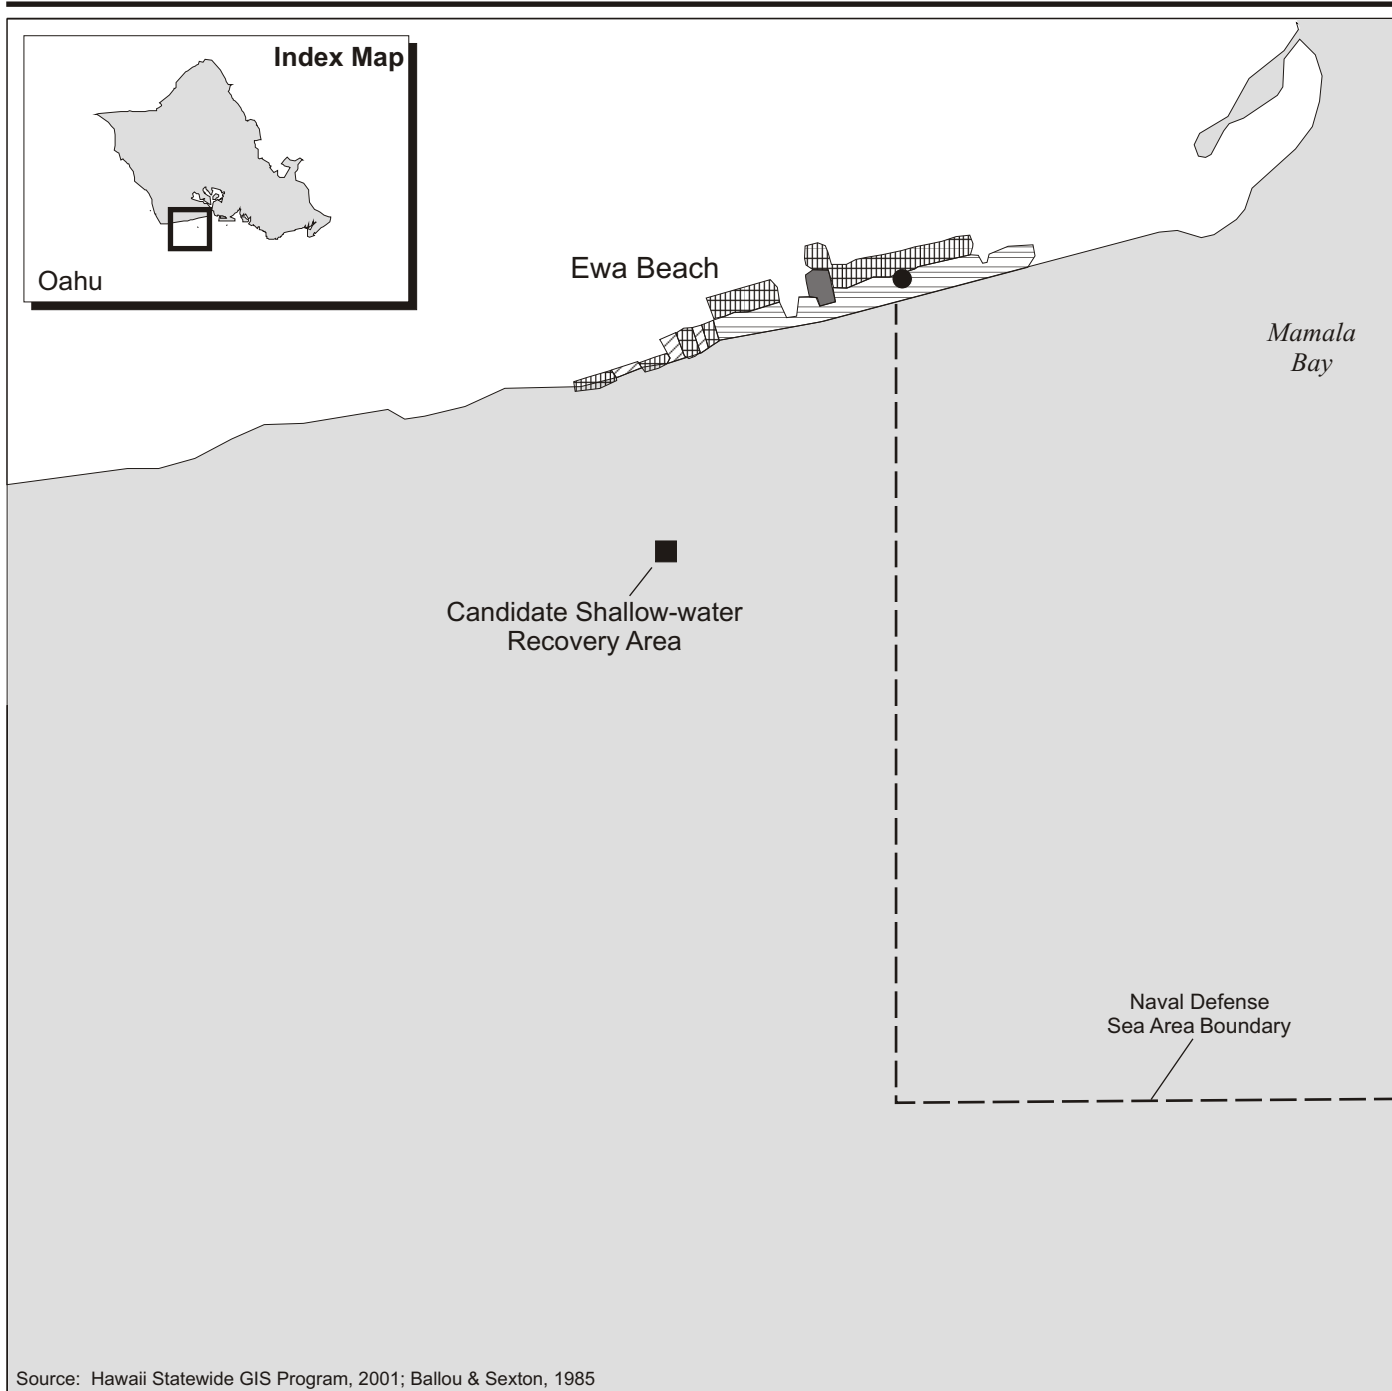 Index Map
Oahu
Ewa Beach
Mamala
Bay
Candidate Shallow-water
Recovery Area
Naval Defense
Sea Area Boundary
Source:  Hawaii Statewide GIS Program, 2001; Ballou & Sexton, 1985